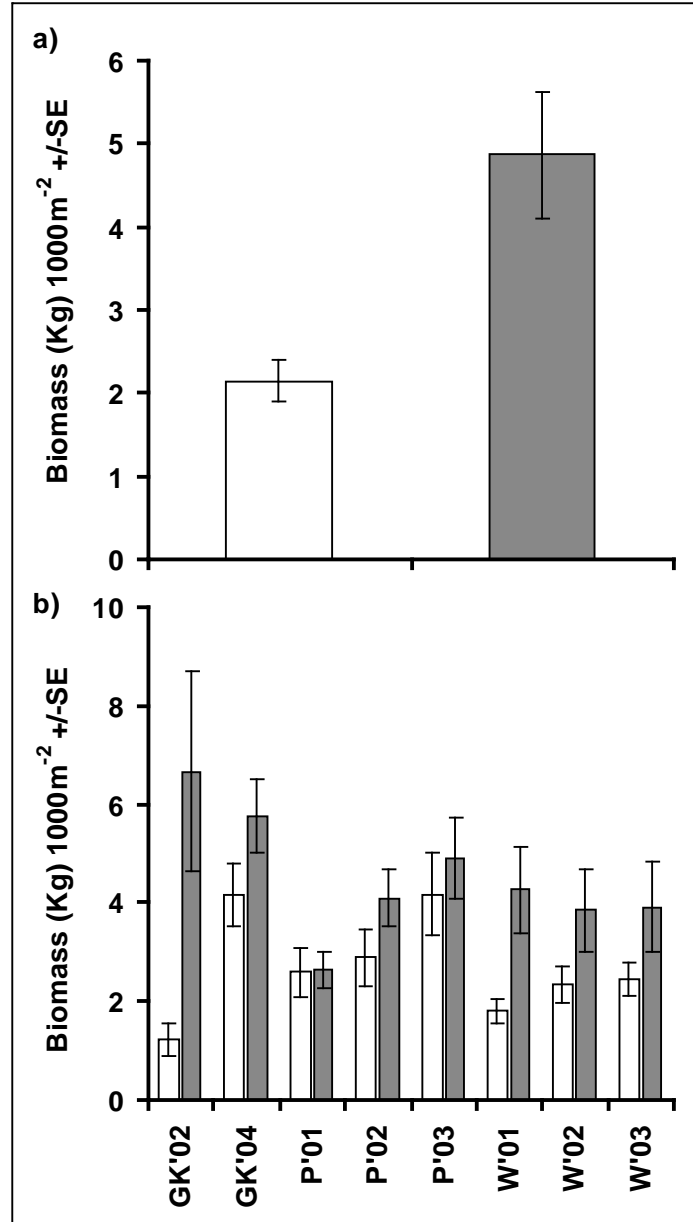 a)
Biomass (Kg) 1000m⁻² +/-SE
6
5
4
3
2
1
0
b)
Biomass (Kg) 1000m⁻² +/-SE
10
8
6
4
2
0
GK'02
GK'04
P'01
P'02
P'03
W'01
W'02
W'03